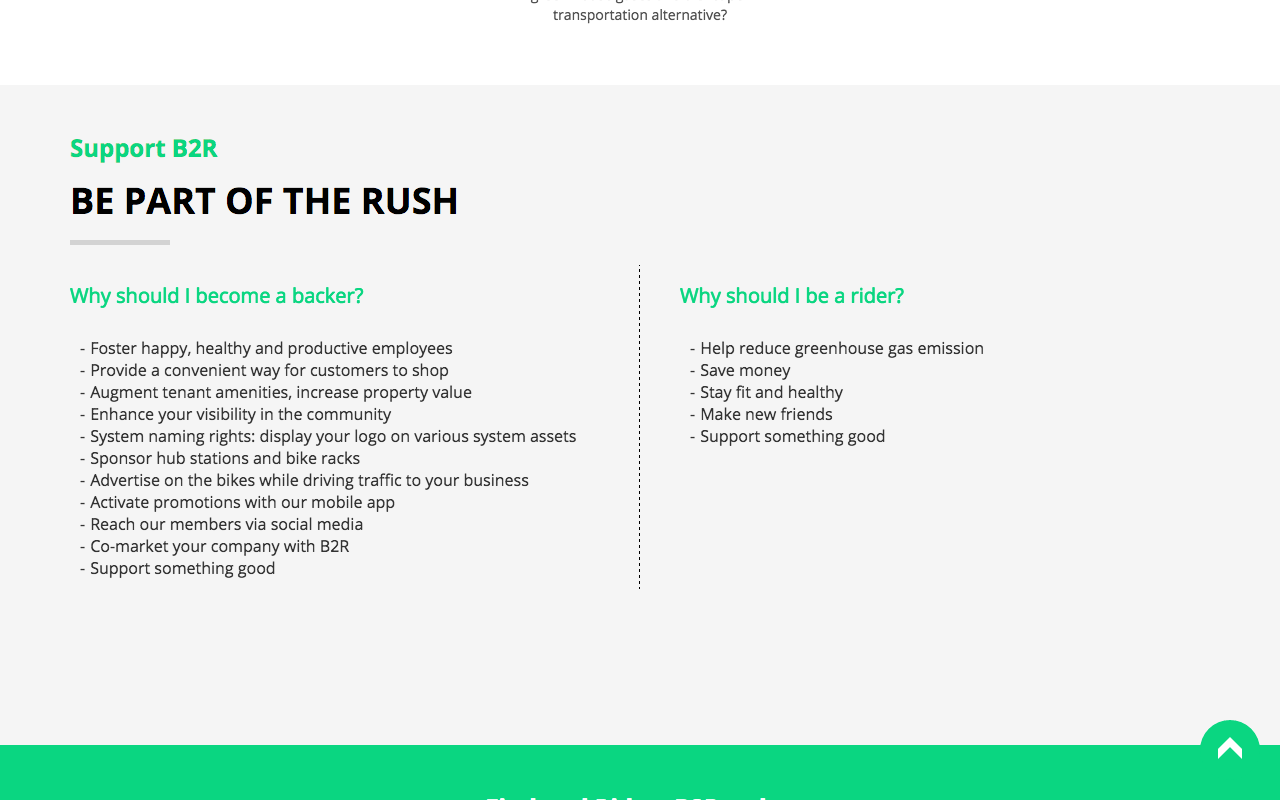 transportation alternative?
Support B2R
BE PART OF THE RUSH
Why should I become a backer?
- Foster happy, healthy and productive employees
- Provide a convenient way for customers to shop
- Augment tenant amenities, increase property value
- Enhance your visibility in the community
- System naming rights: display your logo on various system assets
- Sponsor hub stations and bike racks
- Advertise on the bikes while driving traffic to your business
- Activate promotions with our mobile app
- Reach our members via social media
- Co-market your company with B2R
- Support something good
Why should I be a rider?
- Help reduce greenhouse gas emission
- Save money
- Stay fit and healthy
- Make new friends
- Support something good